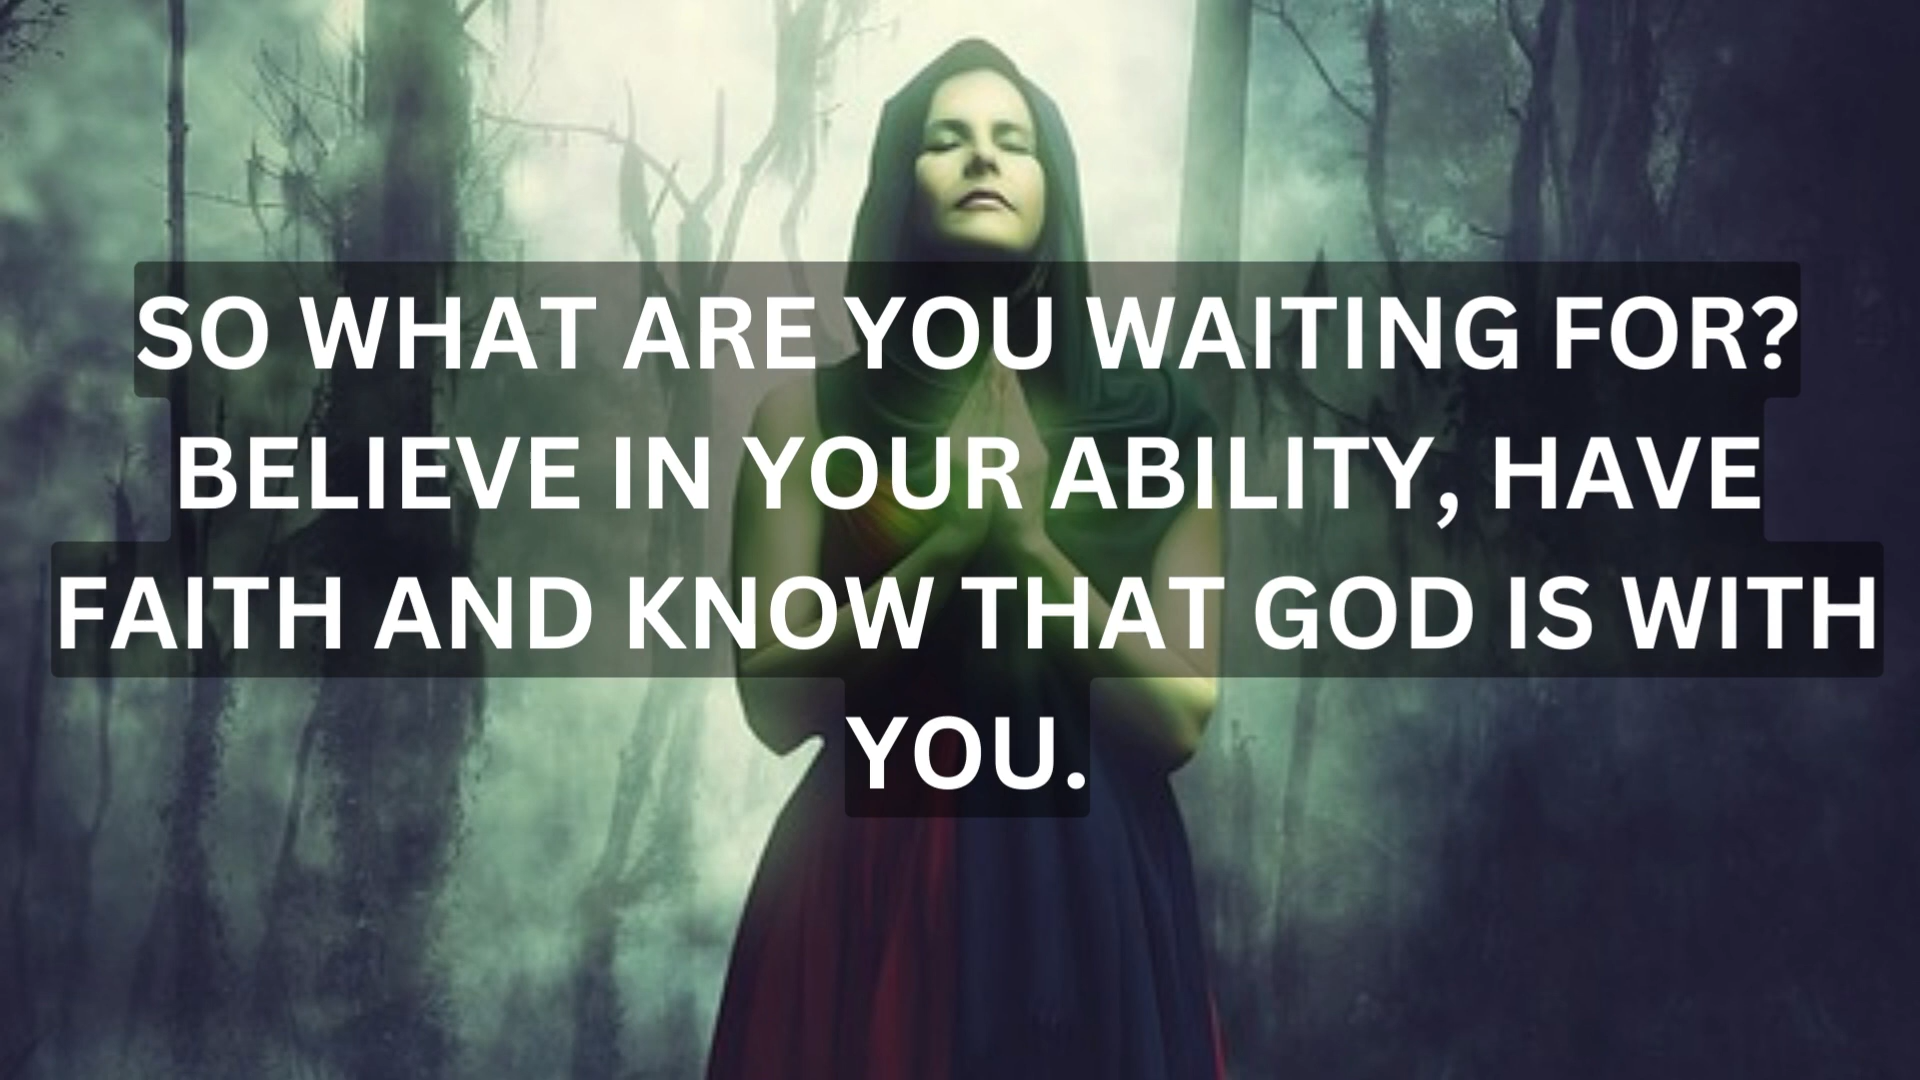 SO WHAT ARE YOU WAITING FOR?
BELIEVE IN YOUR ABILITY, HAVE
FAITH AND KNOW THAT GOD IS WITH
YOU.